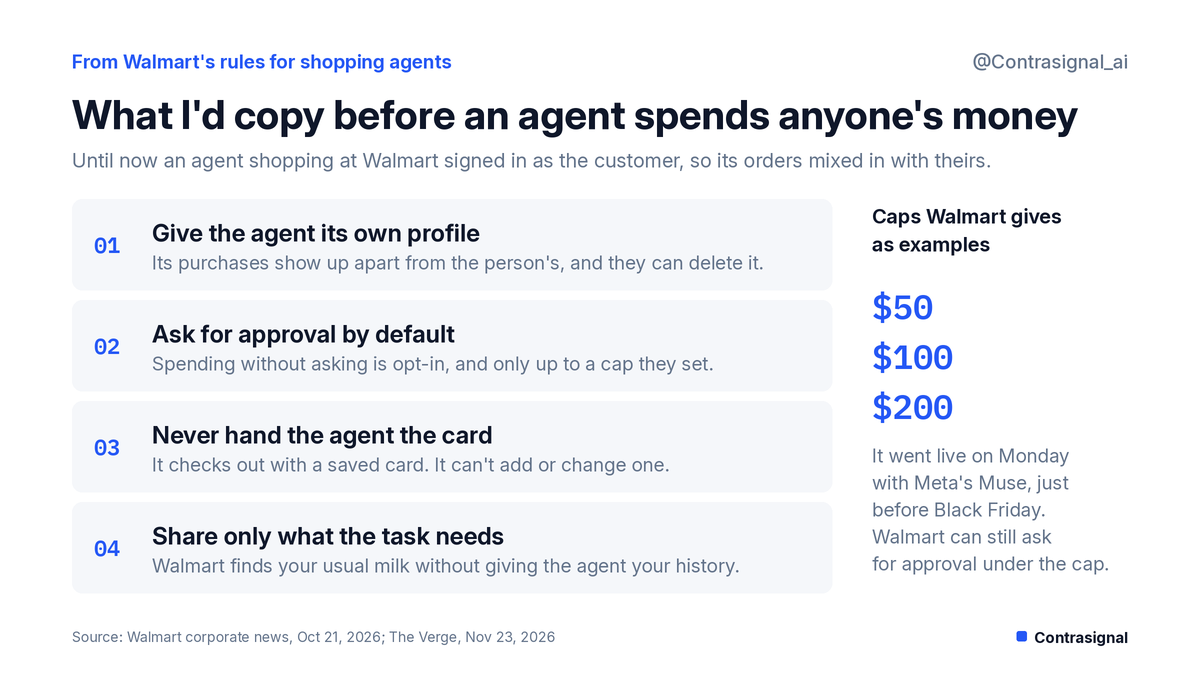 From Walmart's rules for shopping agents
@Contrasignal_ai
What I'd copy before an agent spends anyone's money
Until now an agent shopping at Walmart signed in as the customer, so its orders mixed in with theirs.
01
Give the agent its own profile
Its purchases show up apart from the person's, and they can delete it.
02
Ask for approval by default
Spending without asking is opt-in, and only up to a cap they set.
03
Never hand the agent the card
It checks out with a saved card. It can't add or change one.
04
Share only what the task needs
Walmart finds your usual milk without giving the agent your history.
Caps Walmart gives
as examples
$50
$100
$200
It went live on Monday
with Meta's Muse, just
before Black Friday.
Walmart can still ask
for approval under the cap.
Source: Walmart corporate news, Oct 21, 2026; The Verge, Nov 23, 2026
Contrasignal